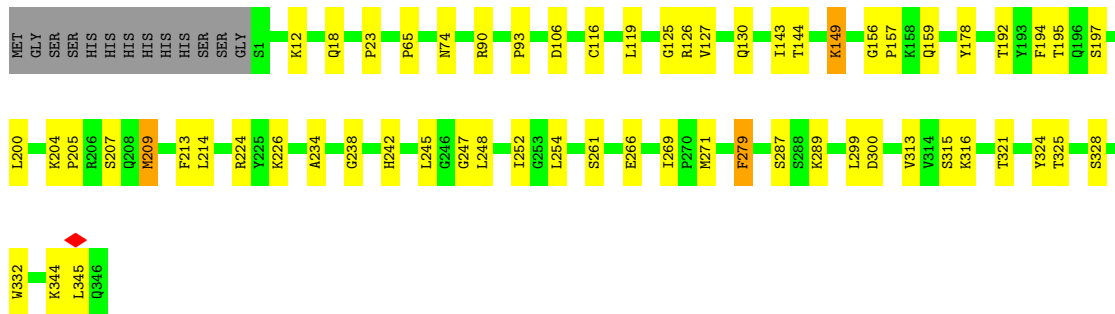 MET GLY SER SER HIS HIS HIS HIS HIS HIS SER SER GLY S1 K12 Q18 P23 P65 N74 R90 P93 D106 C116 L119 G125 R126 V127 Q130 I143 T144 K149 G156 P157 K158 Q159 Y178 T192 Y193 F194 T195 Q196 S197
L200 K204 P205 R206 S207 Q208 M209 F213 L214 R224 Y225 K226 A234 G238 H242 L245 G246 G247 L248 I252 G253 L254 S261 E266 I269 P270 M271 F279 S287 S288 K289 L299 D300 V313 V314 S315 K316 T321 Y324 T325 S328
W332 K344 L345 Q346